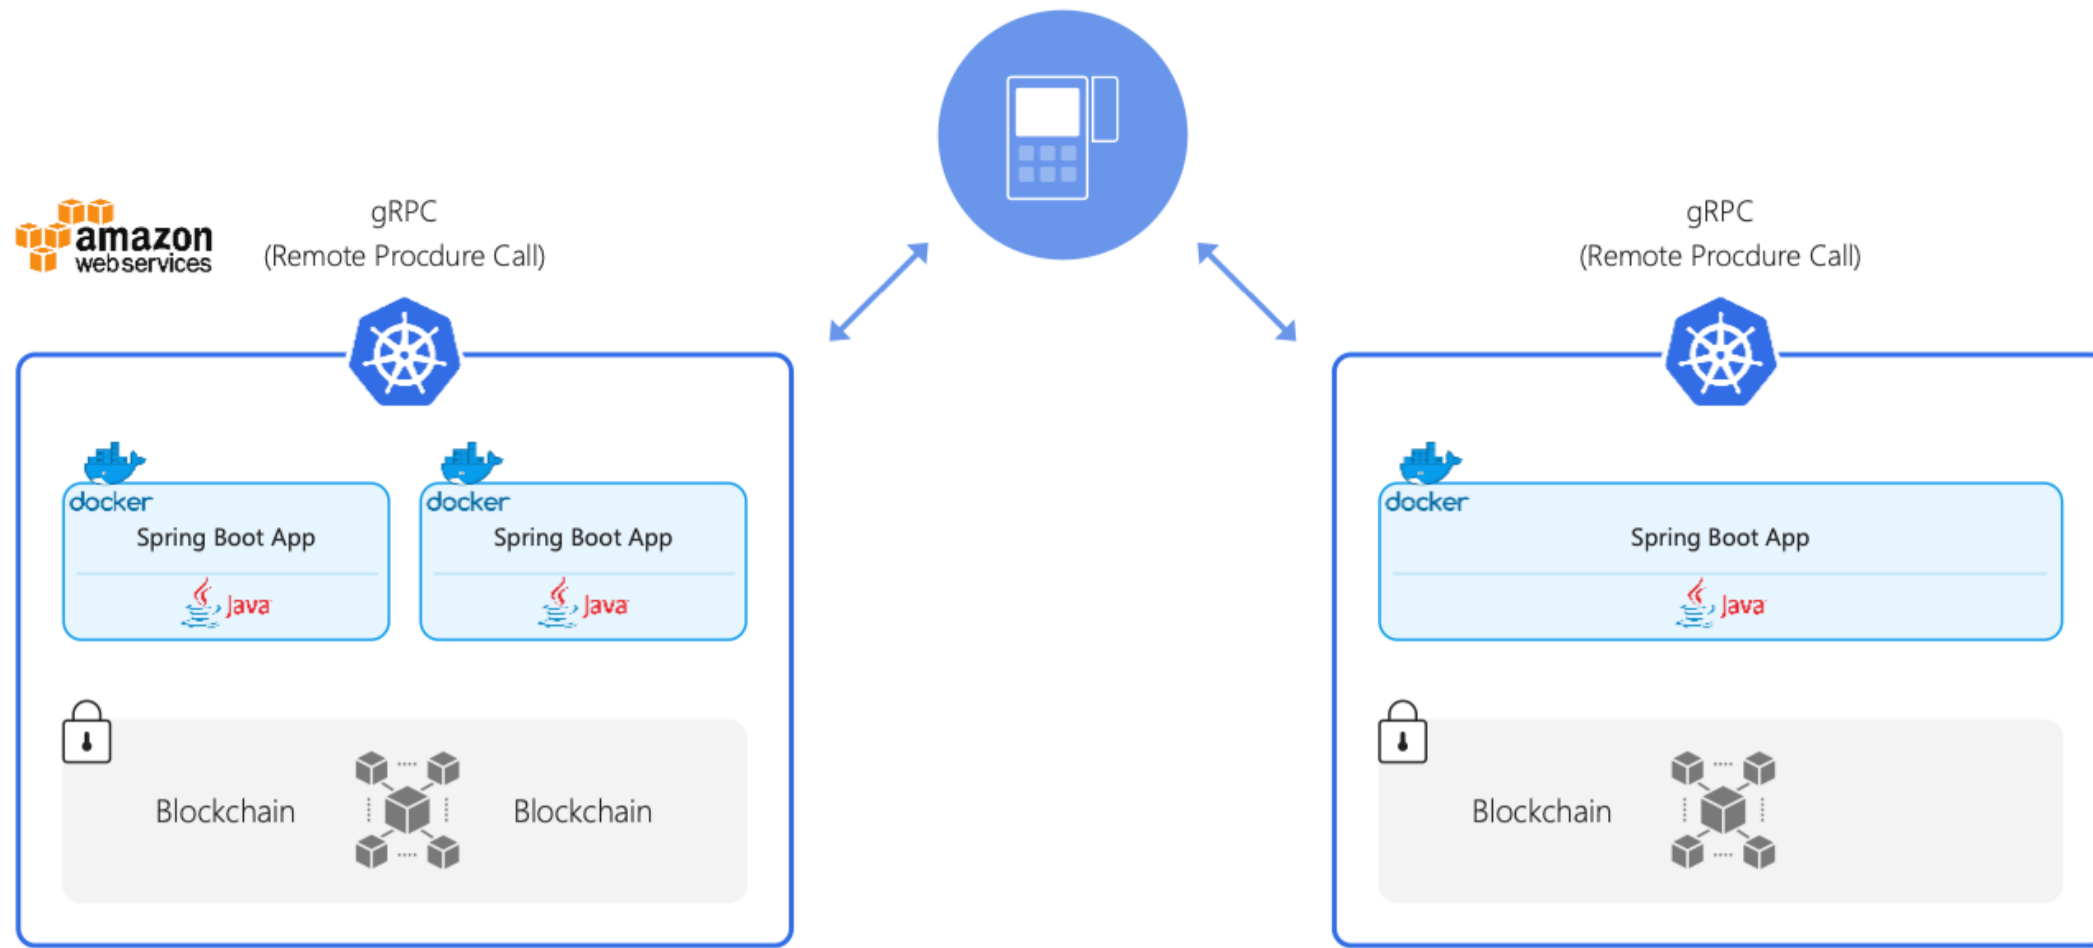 amazon
webservices
gRPC
(Remote Procdure Call)
gRPC
(Remote Procdure Call)
docker
Spring Boot App
Java
docker
Spring Boot App
Java
docker
Spring Boot App
Java
Blockchain
Blockchain
Blockchain